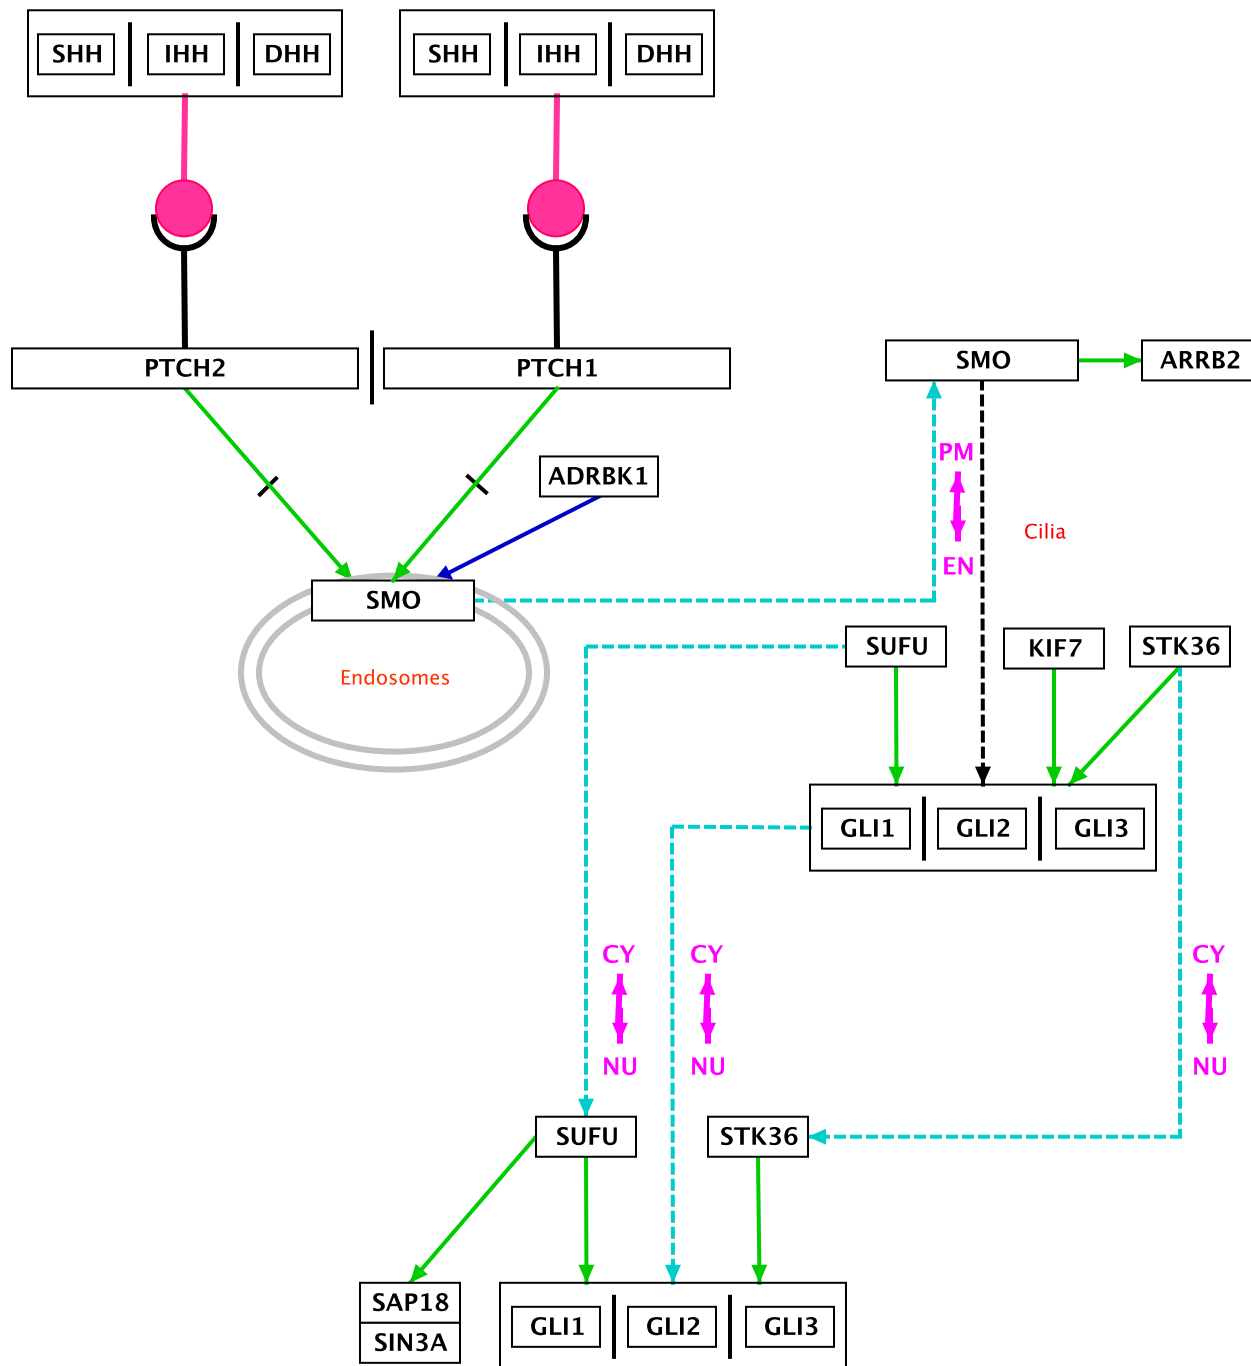 SHH IHH DHH SHH IHH DHH
PTCH2 PTCH1 SMO ARRB2
PM
ADRBK1
Cilia
EN
SMO
SUFU KIF7 STK36
Endosomes
GLI1 GLI2 GLI3
CY CY CY
NU NU NU
SUFU STK36
SAP18
GLI1 GLI2 GLI3
SIN3A